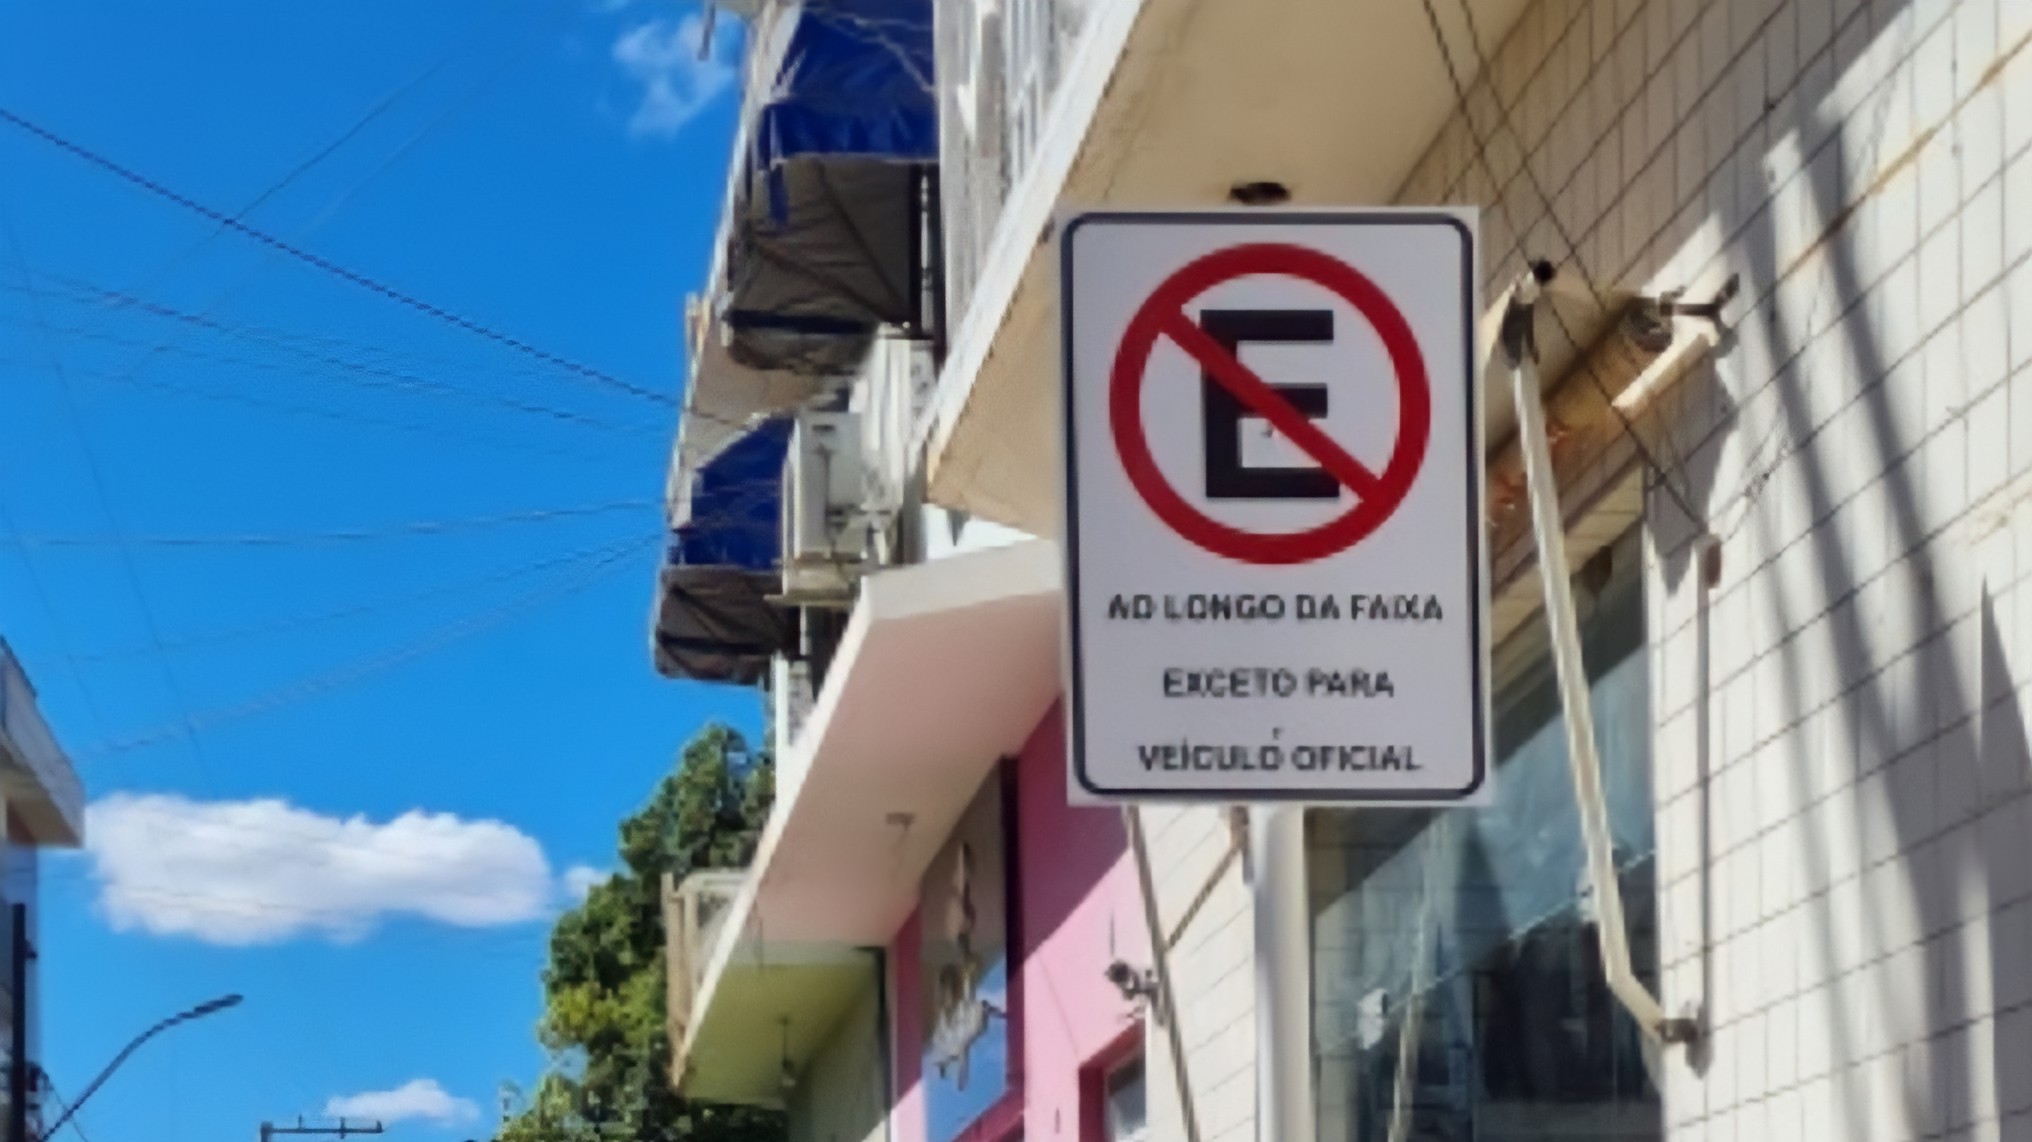 E
AO LONGO DA FAIXA
EXCETO PARA
VEÍCULO OFICIAL